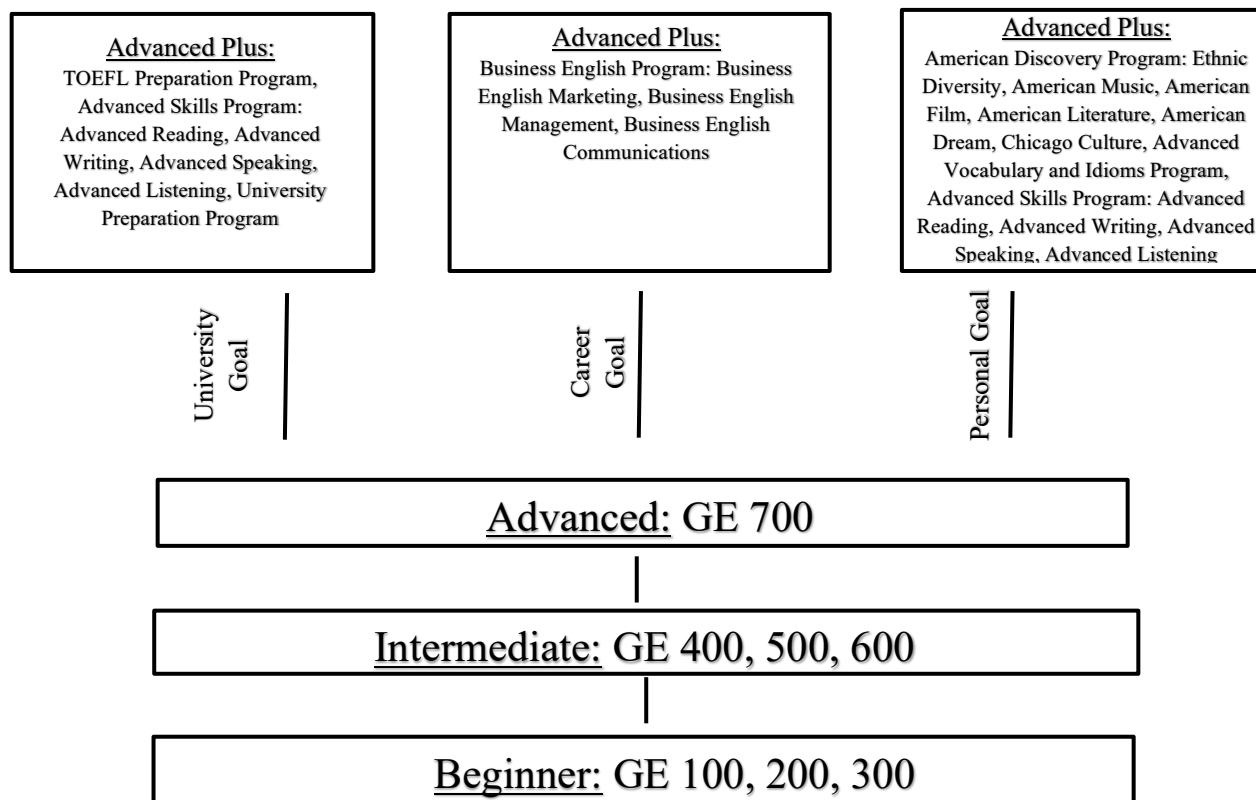 Advanced Plus:
TOEFL Preparation Program,
Advanced Skills Program:
Advanced Reading, Advanced
Writing, Advanced Speaking,
Advanced Listening, University
Preparation Program
Advanced Plus:
Business English Program: Business
English Marketing, Business English
Management, Business English
Communications
Advanced Plus:
American Discovery Program: Ethnic
Diversity, American Music, American
Film, American Literature, American
Dream, Chicago Culture, Advanced
Vocabulary and Idioms Program,
Advanced Skills Program: Advanced
Reading, Advanced Writing, Advanced
Speaking, Advanced Listening
University
Goal
Career
Goal
Personal Goal
Advanced: GE 700
Intermediate: GE 400, 500, 600
Beginner: GE 100, 200, 300